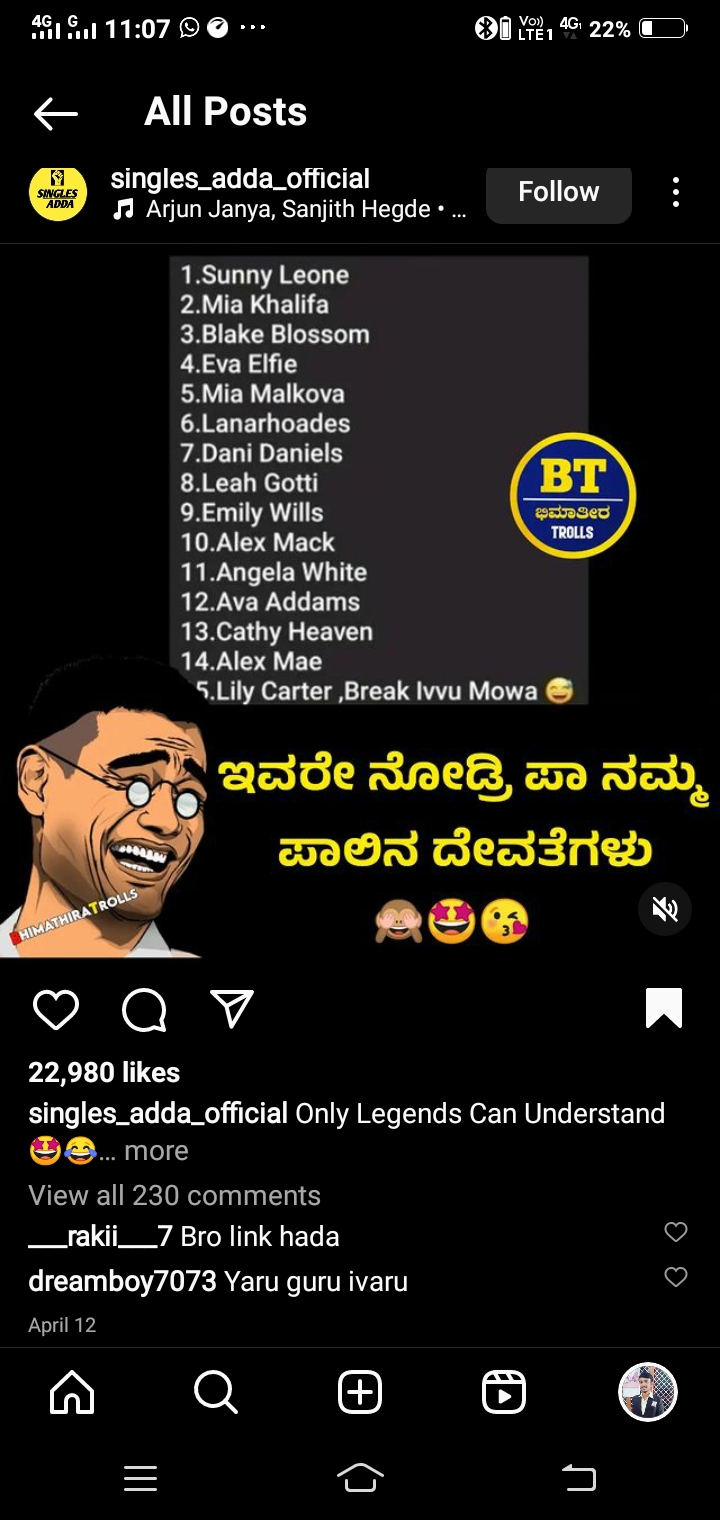 4G G 11:07 ... Vo)) LTE1 4G 22%
All Posts
SINGLES ADDA
singles_adda_official
Arjun Janya, Sanjith Hegde • ...
Follow
1.Sunny Leone
2.Mia Khalifa
3.Blake Blossom
4.Eva Elfie
5.Mia Malkova
6.Lanarhoades
7.Dani Daniels
8.Leah Gotti
9.Emily Wills
10.Alex Mack
11.Angela White
12.Ava Addams
13.Cathy Heaven
14.Alex Mae
5.Lily Carter ,Break Ivvu Mowa 😅
BT
ಭಿಮಾತೀರ
TROLLS
ಇವರೇ ನೋಡ್ರಿ ಪಾ ನಮ್ಮ
ಪಾಲಿನ ದೇವತೆಗಳು
🙈🤩😘
BHIMATHIRATROLLS
22,980 likes
singles_adda_official Only Legends Can Understand
🤩😂... more
View all 230 comments
___rakii___7 Bro link hada
dreamboy7073 Yaru guru ivaru
April 12